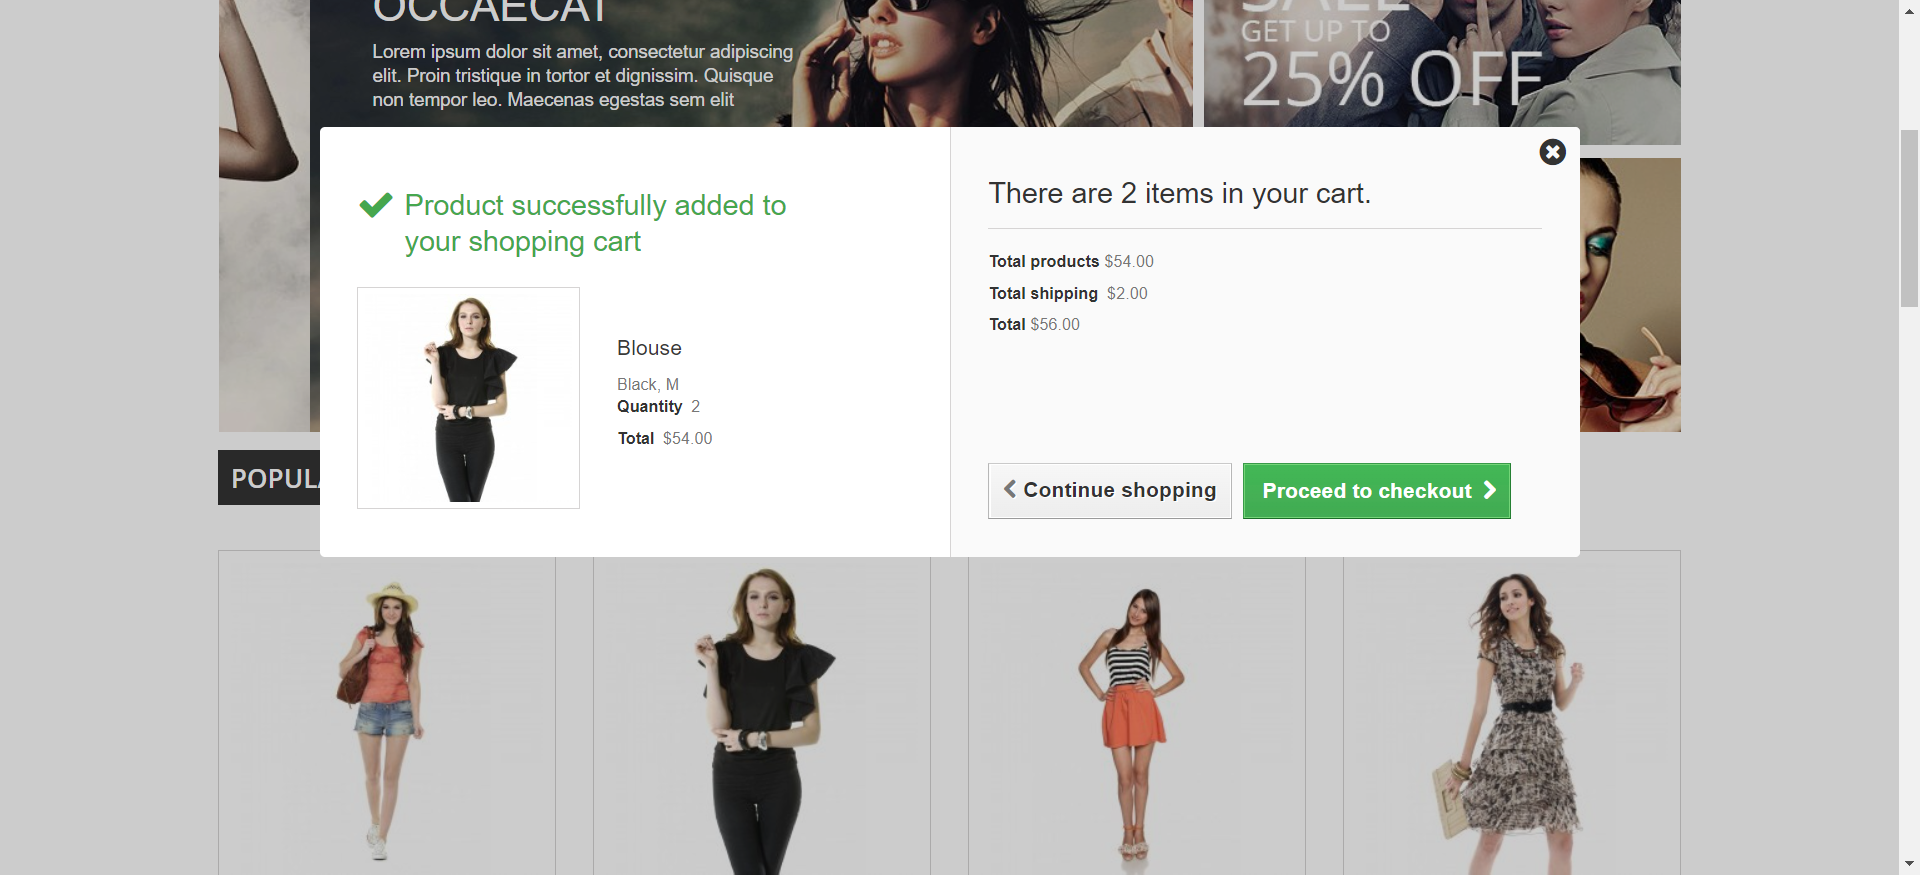 OCCAECAT
Lorem ipsum dolor sit amet, consectetur adipiscing
elit. Proin tristique in tortor et dignissim. Quisque
non tempor leo. Maecenas egestas sem elit
SALE
GET UP TO
25% OFF
Product successfully added to
your shopping cart
Blouse
Black, M
Quantity 2
Total $54.00
There are 2 items in your cart.
Total products $54.00
Total shipping $2.00
Total $56.00
Continue shopping
Proceed to checkout
POPULA